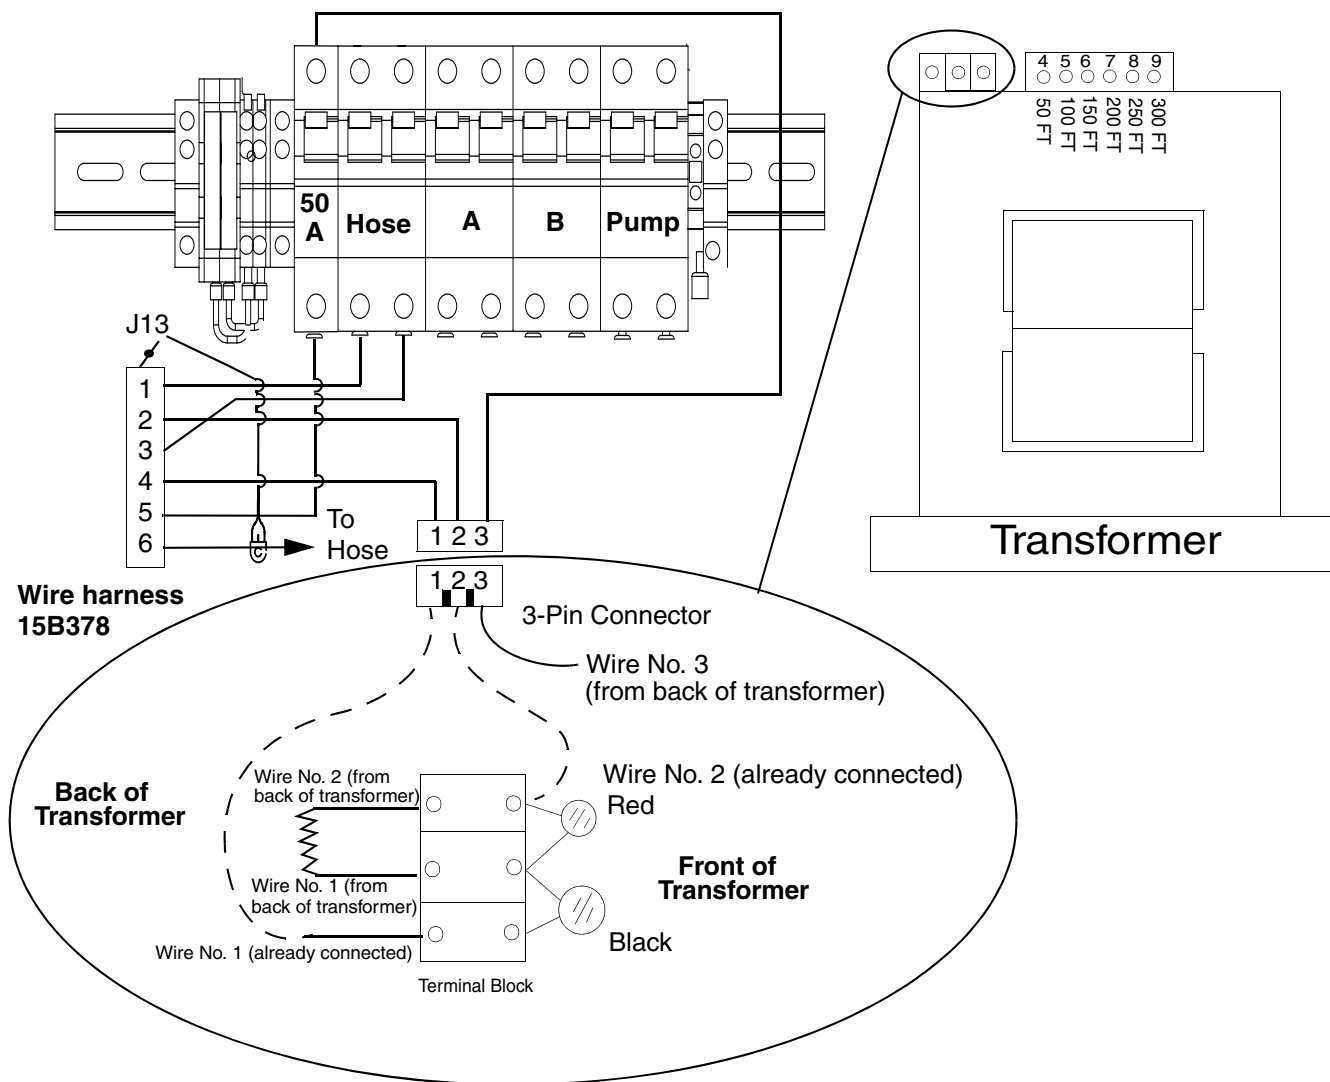 4 5 6 7 8 9
50 FT
100 FT
150 FT
200 FT
250 FT
300 FT
50
A
Hose
A
B
Pump
J13
1
2
3
4
5
6
To
Hose
1 2 3
Transformer
Wire harness
15B378
1 2 3
3-Pin Connector
Wire No. 3
(from back of transformer)
Back of
Transformer
Wire No. 2 (from
back of transformer)
Wire No. 2 (already connected)
Red
Front of
Transformer
Wire No. 1 (from
back of transformer)
Wire No. 1 (already connected)
Black
Terminal Block